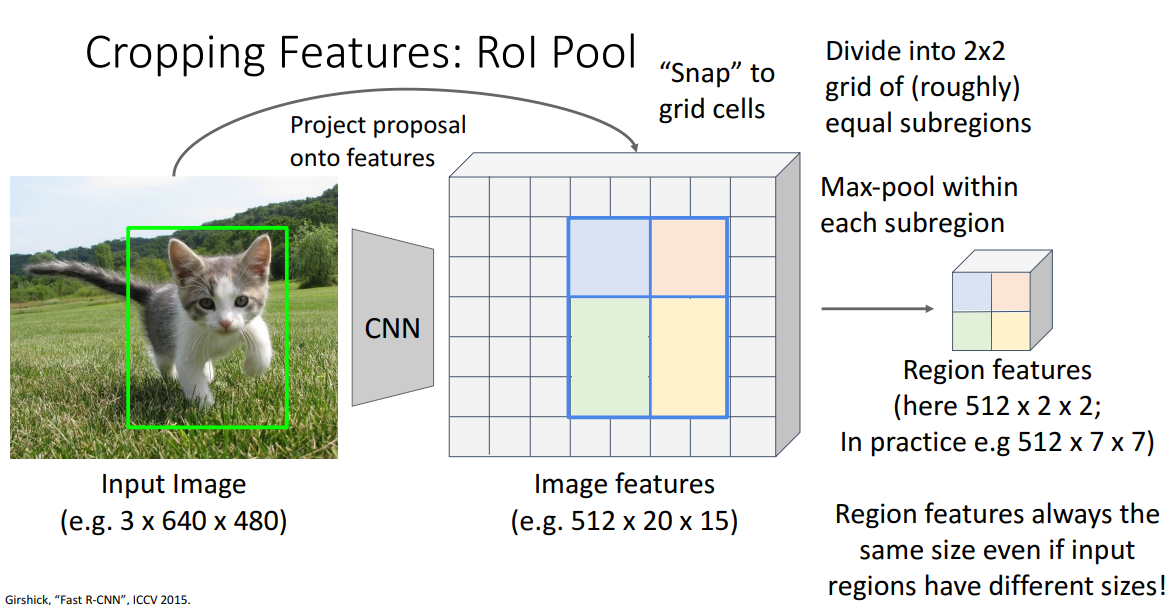 Cropping Features: RoI Pool
“Snap” to
grid cells
Divide into 2x2
grid of (roughly)
equal subregions
Project proposal
onto features
Max-pool within
each subregion
CNN
Region features
(here 512 x 2 x 2;
In practice e.g 512 x 7 x 7)
Input Image
(e.g. 3 x 640 x 480)
Image features
(e.g. 512 x 20 x 15)
Region features always the
same size even if input
regions have different sizes!
Girshick, “Fast R-CNN”, ICCV 2015.